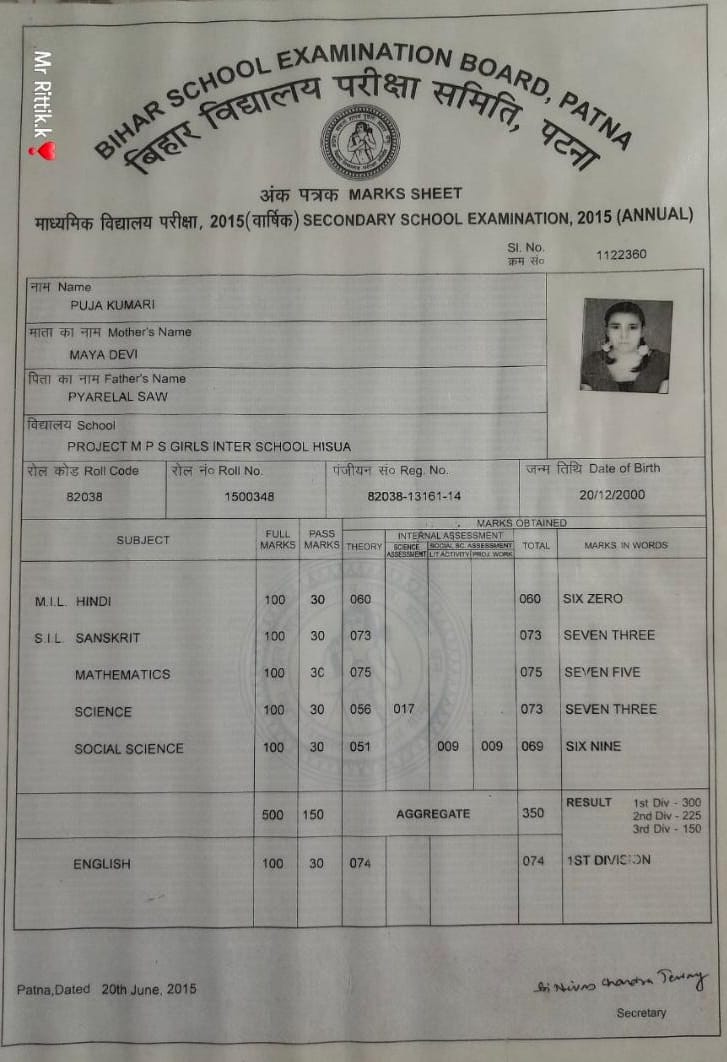 Mr Rittik.k❤
BIHAR SCHOOL EXAMINATION BOARD, PATNA
बिहार विद्यालय परीक्षा समिति, पटना
अंक पत्रक MARKS SHEET
माध्यमिक विद्यालय परीक्षा, 2015(वार्षिक) SECONDARY SCHOOL EXAMINATION, 2015 (ANNUAL)
Sl. No.
क्रम सं० 1122360
नाम Name
PUJA KUMARI
माता का नाम Mother's Name
MAYA DEVI
पिता का नाम Father's Name
PYARELAL SAW
विद्यालय School
PROJECT M P S GIRLS INTER SCHOOL HISUA
रोल कोड Roll Code रोल नं० Roll No. पंजीयन सं० Reg. No. जन्म तिथि Date of Birth
82038 1500348 82038-13161-14 20/12/2000
MARKS OBTAINED
SUBJECT FULL MARKS PASS MARKS THEORY INTERNAL ASSESSMENT TOTAL MARKS IN WORDS
SCIENCE ASSESSMENT SOCIAL SC. ASSESSMENT
LIT ACTIVITY PROJ. WORK
M.I.L. HINDI 100 30 060 060 SIX ZERO
S.I.L. SANSKRIT 100 30 073 073 SEVEN THREE
MATHEMATICS 100 30 075 075 SEVEN FIVE
SCIENCE 100 30 056 017 073 SEVEN THREE
SOCIAL SCIENCE 100 30 051 009 009 069 SIX NINE
500 150 AGGREGATE 350 RESULT 1st Div - 300
2nd Div - 225
3rd Div - 150
ENGLISH 100 30 074 074 1ST DIVISION
Patna,Dated 20th June, 2015
Secretary